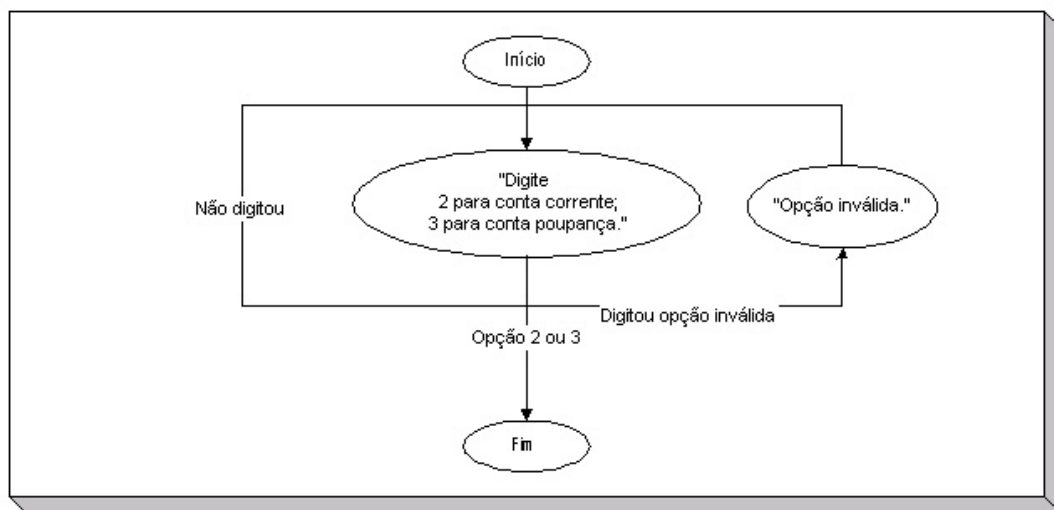 Início
"Digite
2 para conta corrente;
3 para conta poupança."
"Opção inválida."
Não digitou
Digitou opção inválida
Opção 2 ou 3
Fim